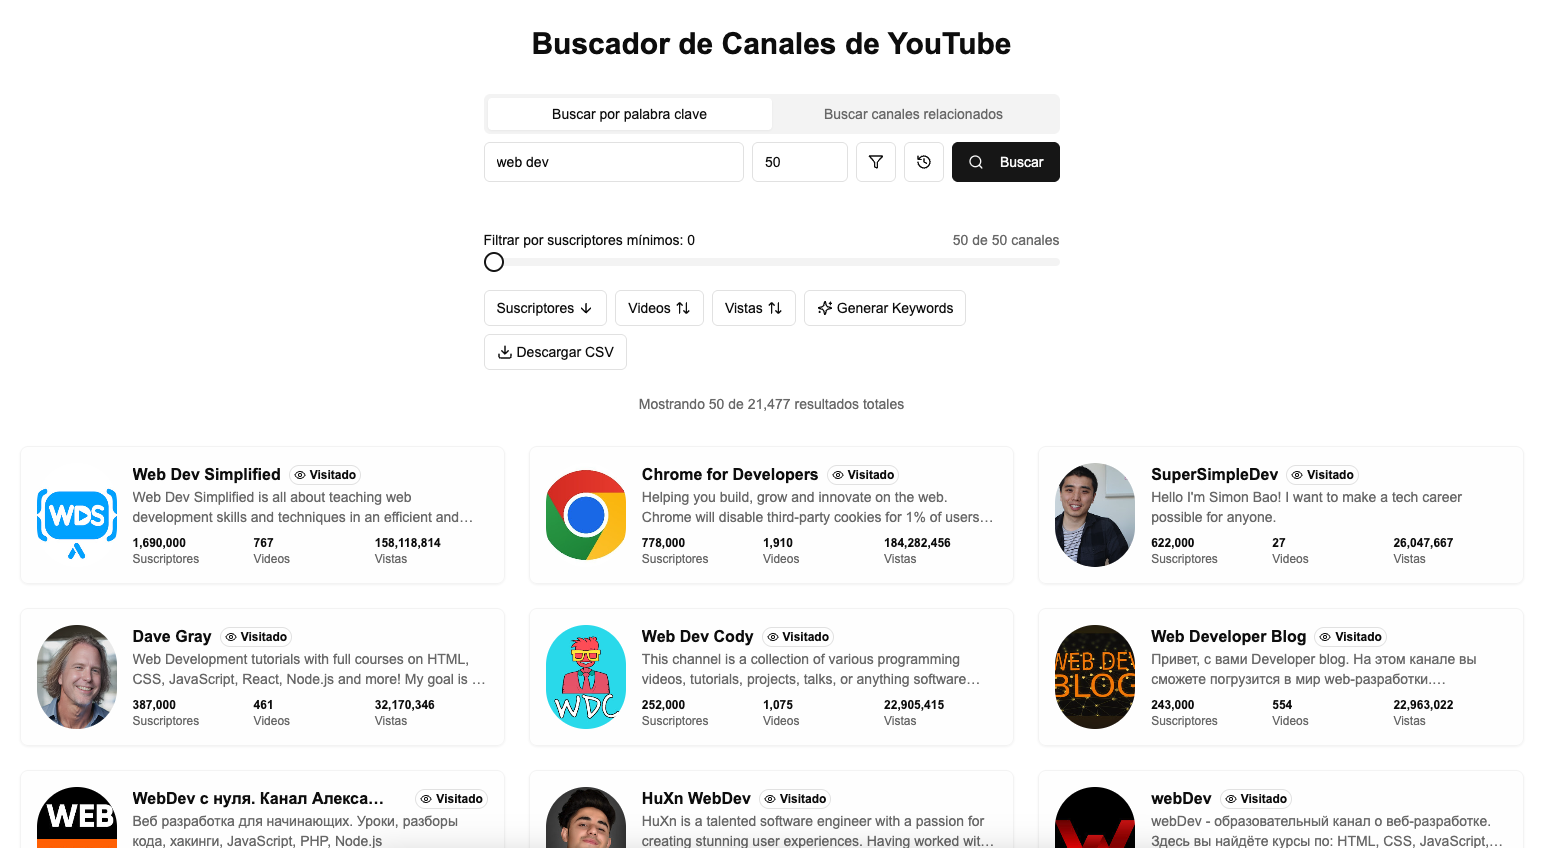 Buscador de Canales de YouTube
Buscar por palabra clave
Buscar canales relacionados
web dev
50
Buscar
Filtrar por suscriptores mínimos: 0
50 de 50 canales
Suscriptores
Videos
Vistas
Generar Keywords
Descargar CSV
Mostrando 50 de 21,477 resultados totales
WDS
Web Dev Simplified
Visitado
Web Dev Simplified is all about teaching web
development skills and techniques in an efficient and…
1,690,000
767
158,118,814
Suscriptores
Videos
Vistas
Chrome for Developers
Visitado
Helping you build, grow and innovate on the web.
Chrome will disable third-party cookies for 1% of users…
778,000
1,910
184,282,456
Suscriptores
Videos
Vistas
SuperSimpleDev
Visitado
Hello I'm Simon Bao! I want to make a tech career
possible for anyone.
622,000
27
26,047,667
Suscriptores
Videos
Vistas
Dave Gray
Visitado
Web Development tutorials with full courses on HTML,
CSS, JavaScript, React, Node.js and more! My goal is …
387,000
461
32,170,346
Suscriptores
Videos
Vistas
WDC
Web Dev Cody
Visitado
This channel is a collection of various programming
videos, tutorials, projects, talks, or anything software…
252,000
1,075
22,905,415
Suscriptores
Videos
Vistas
WEB DEV
BLOG
Web Developer Blog
Visitado
Привет, с вами Developer blog. На этом канале вы
сможете погрузится в мир web-разработки.…
243,000
554
22,963,022
Suscriptores
Videos
Vistas
WEB
WebDev с нуля. Канал Алекса…
Visitado
Веб разработка для начинающих. Уроки, разборы
кода, хакинги, JavaScript, PHP, Node.js
HuXn WebDev
Visitado
HuXn is a talented software engineer with a passion for
creating stunning user experiences. Having worked wit…
webDev
Visitado
webDev - образовательный канал о веб-разработке.
Здесь вы найдёте курсы по: HTML, CSS, JavaScript,…